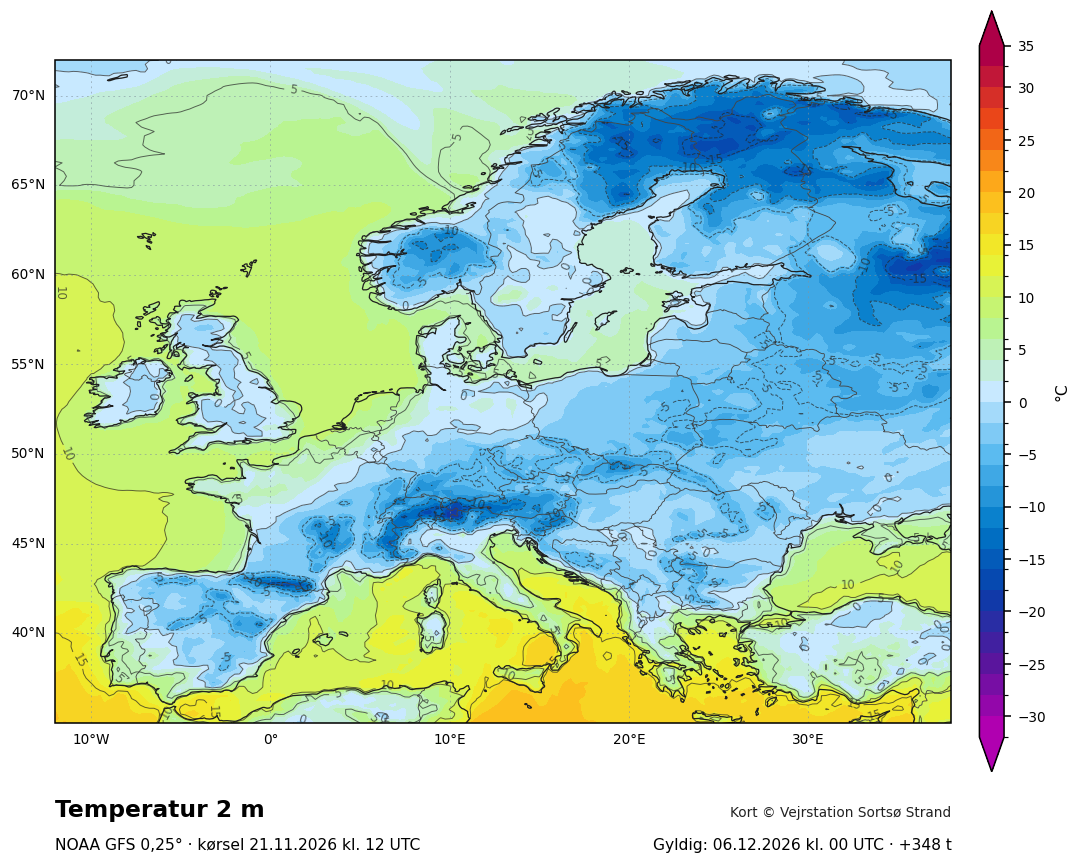 70°N
65°N
60°N
55°N
50°N
45°N
40°N
10°W 0° 10°E 20°E 30°E
35
30
25
20
15
10
5
0
−5
−10
−15
−20
−25
−30
°C
Temperatur 2 m
Kort © Vejrstation Sortsø Strand
NOAA GFS 0,25° · kørsel 21.11.2026 kl. 12 UTC
Gyldig: 06.12.2026 kl. 00 UTC · +348 t